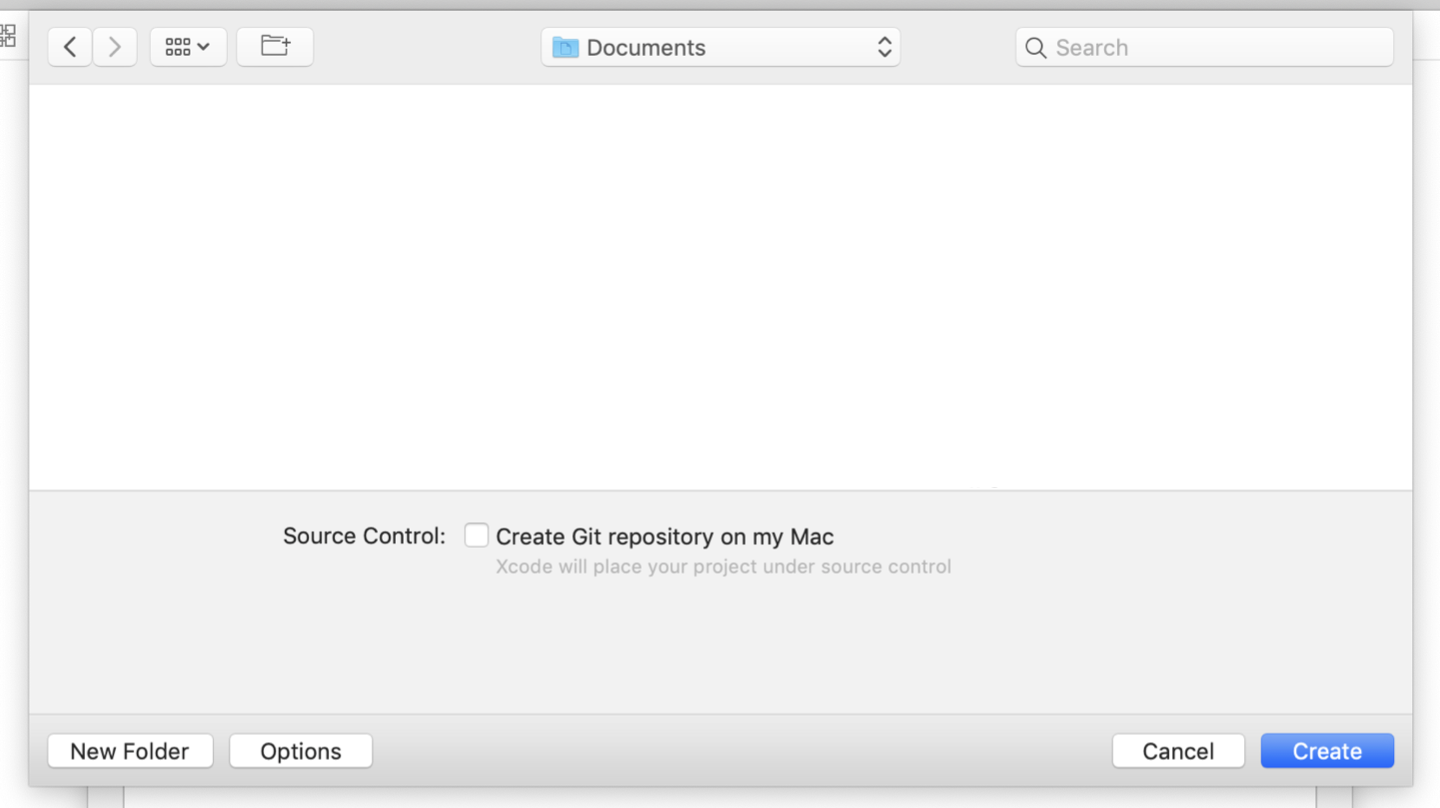 Documents
Search
Source Control: Create Git repository on my Mac
Xcode will place your project under source control
New Folder Options Cancel Create